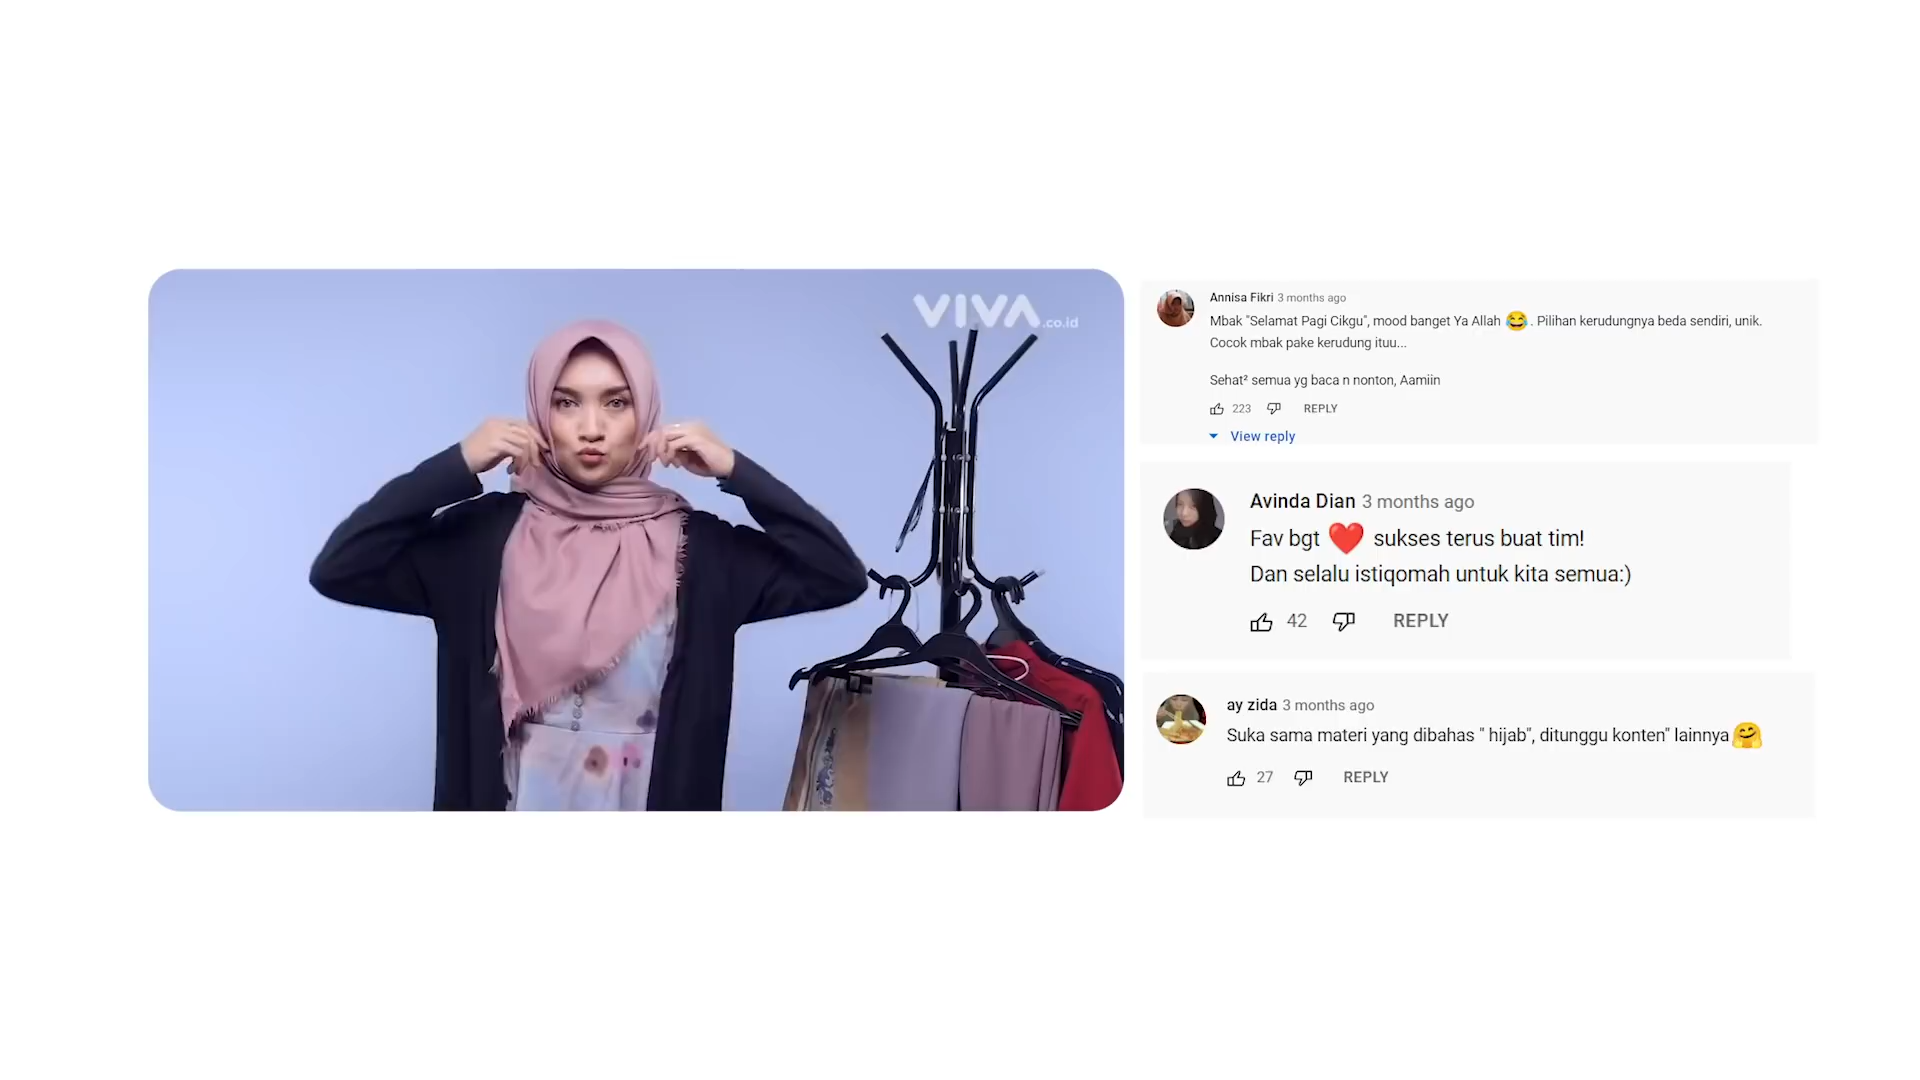 VIVA.co.id
Annisa Fikri 3 months ago
Mbak "Selamat Pagi Cikgu", mood banget Ya Allah 😂. Pilihan kerudungnya beda sendiri, unik.
Cocok mbak pake kerudung ituu...
Sehat² semua yg baca n nonton, Aamiin
223 REPLY
View reply
Avinda Dian 3 months ago
Fav bgt ❤️ sukses terus buat tim!
Dan selalu istiqomah untuk kita semua:)
42 REPLY
ay zida 3 months ago
Suka sama materi yang dibahas " hijab", ditunggu konten" lainnya🤗
27 REPLY